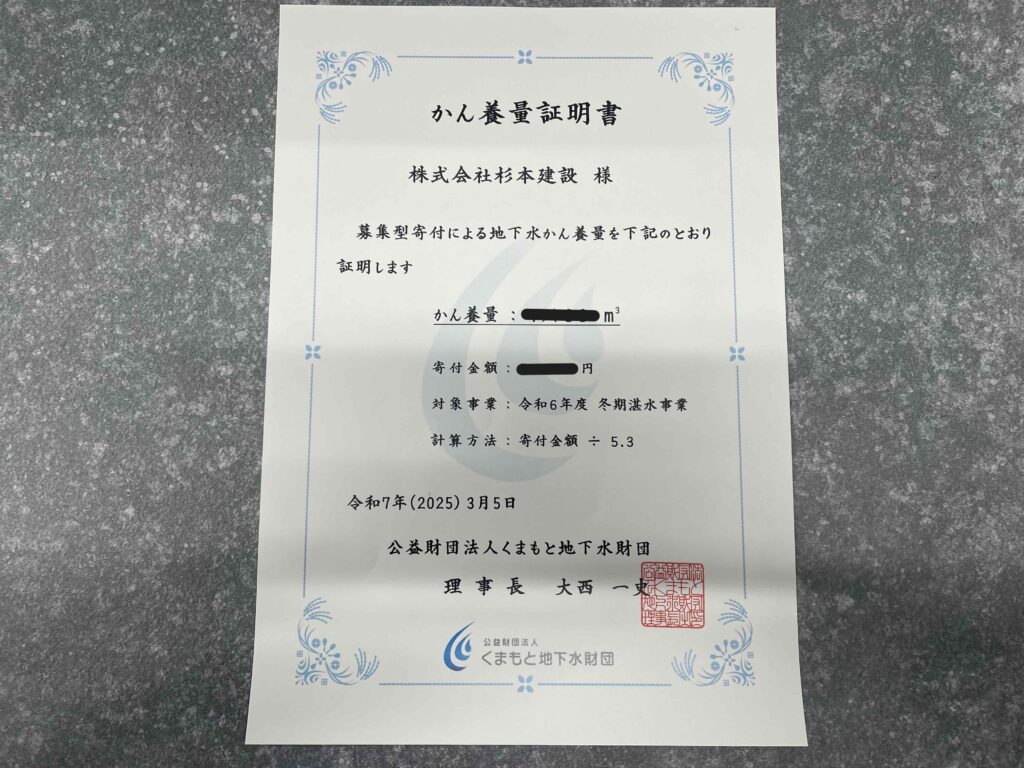 かん養量証明書
株式会社杉本建設 様
募集型寄付による地下水かん養量を下記のとおり
証明します
かん養量 : m³
寄付金額 : 円
対象事業 : 令和6年度 冬期湛水事業
計算方法 : 寄付金額 ÷ 5.3
令和7年(2025) 3月5日
公益財団法人くまもと地下水財団
理 事 長 大西 一史
公益財団法人
くまもと地下水財団